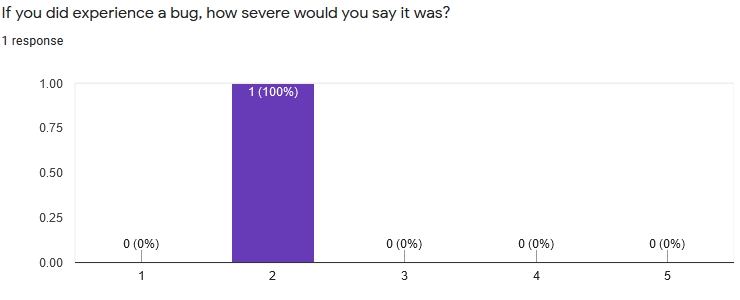 If you did experience a bug, how severe would you say it was?
1 response
1.00
1 (100%)
0.75
0.50
0.25
0 (0%) 0 (0%) 0 (0%) 0 (0%)
0.00
1 2 3 4 5